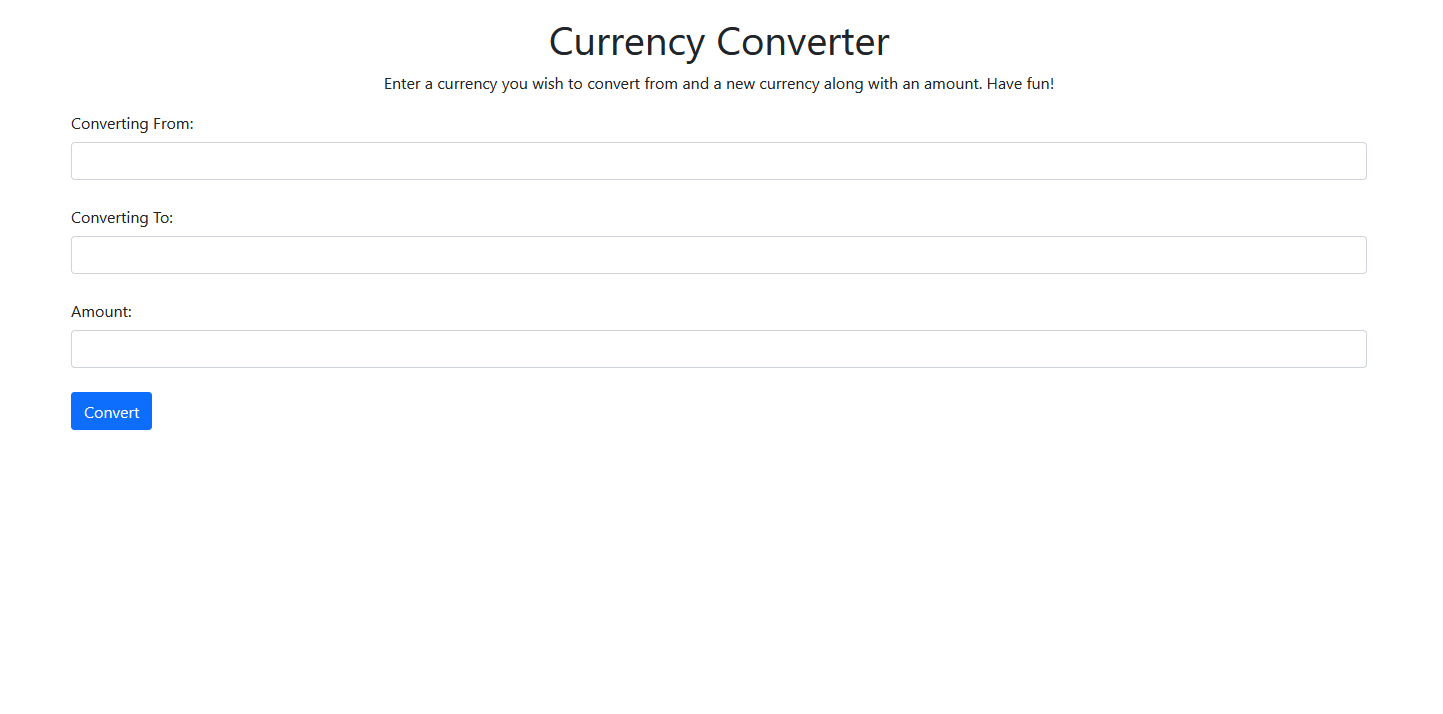 Currency Converter
Enter a currency you wish to convert from and a new currency along with an amount. Have fun!
Converting From:
Converting To:
Amount:
Convert